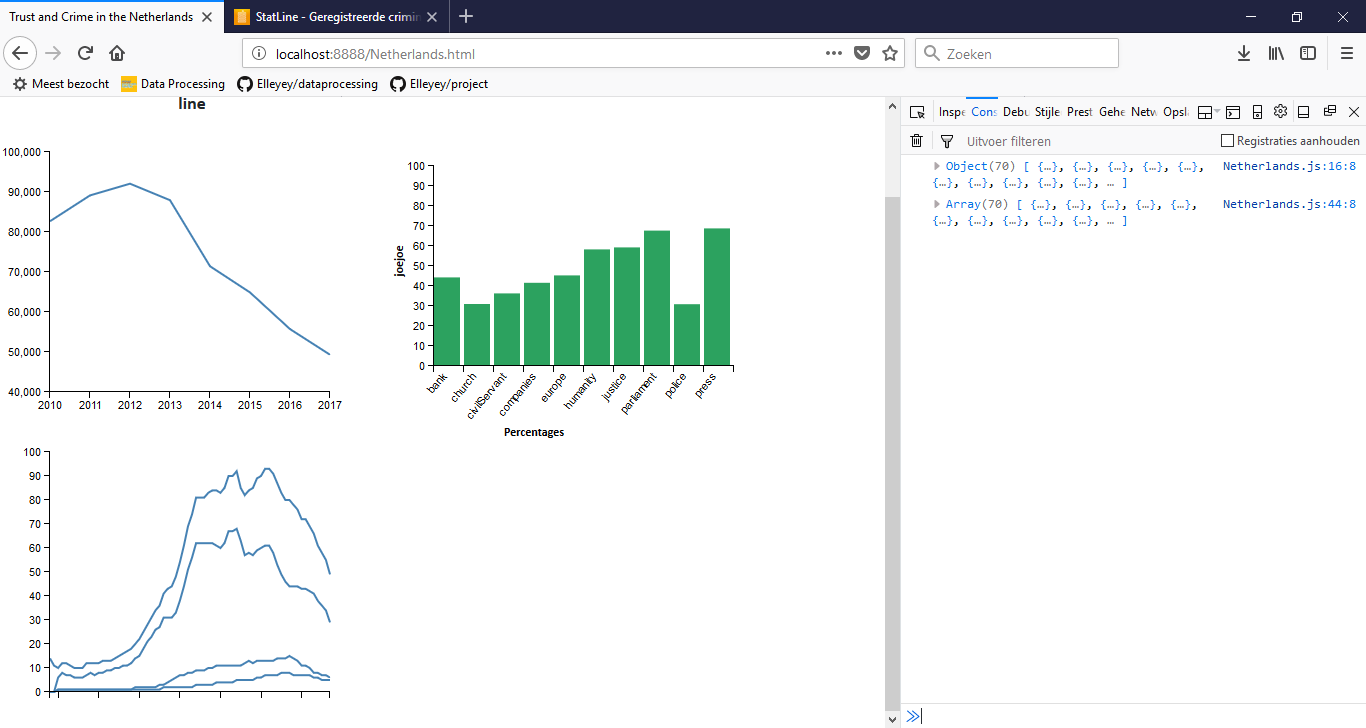 Trust and Crime in the Netherlands
StatLine - Geregistreerde crimin
localhost:8888/Netherlands.html
Zoeken
Meest bezocht
Data Processing
Elleyey/dataprocessing
Elleyey/project
line
100,000
90,000
80,000
70,000
60,000
50,000
40,000
2010 2011 2012 2013 2014 2015 2016 2017
100
90
80
70
60
50
40
30
20
10
0
joejoe
bank church civilServant companies europe humanity justice parliament police press
Percentages
100
90
80
70
60
50
40
30
20
10
0
Inspe Cons Debu Stijle Prest Gehe Netw Opsla
Uitvoer filteren
Registraties aanhouden
Object(70) [ {…}, {…}, {…}, {…}, {…}, Netherlands.js:16:8
{…}, {…}, {…}, {…}, {…}, … ]
Array(70) [ {…}, {…}, {…}, {…}, {…}, Netherlands.js:44:8
{…}, {…}, {…}, {…}, {…}, … ]